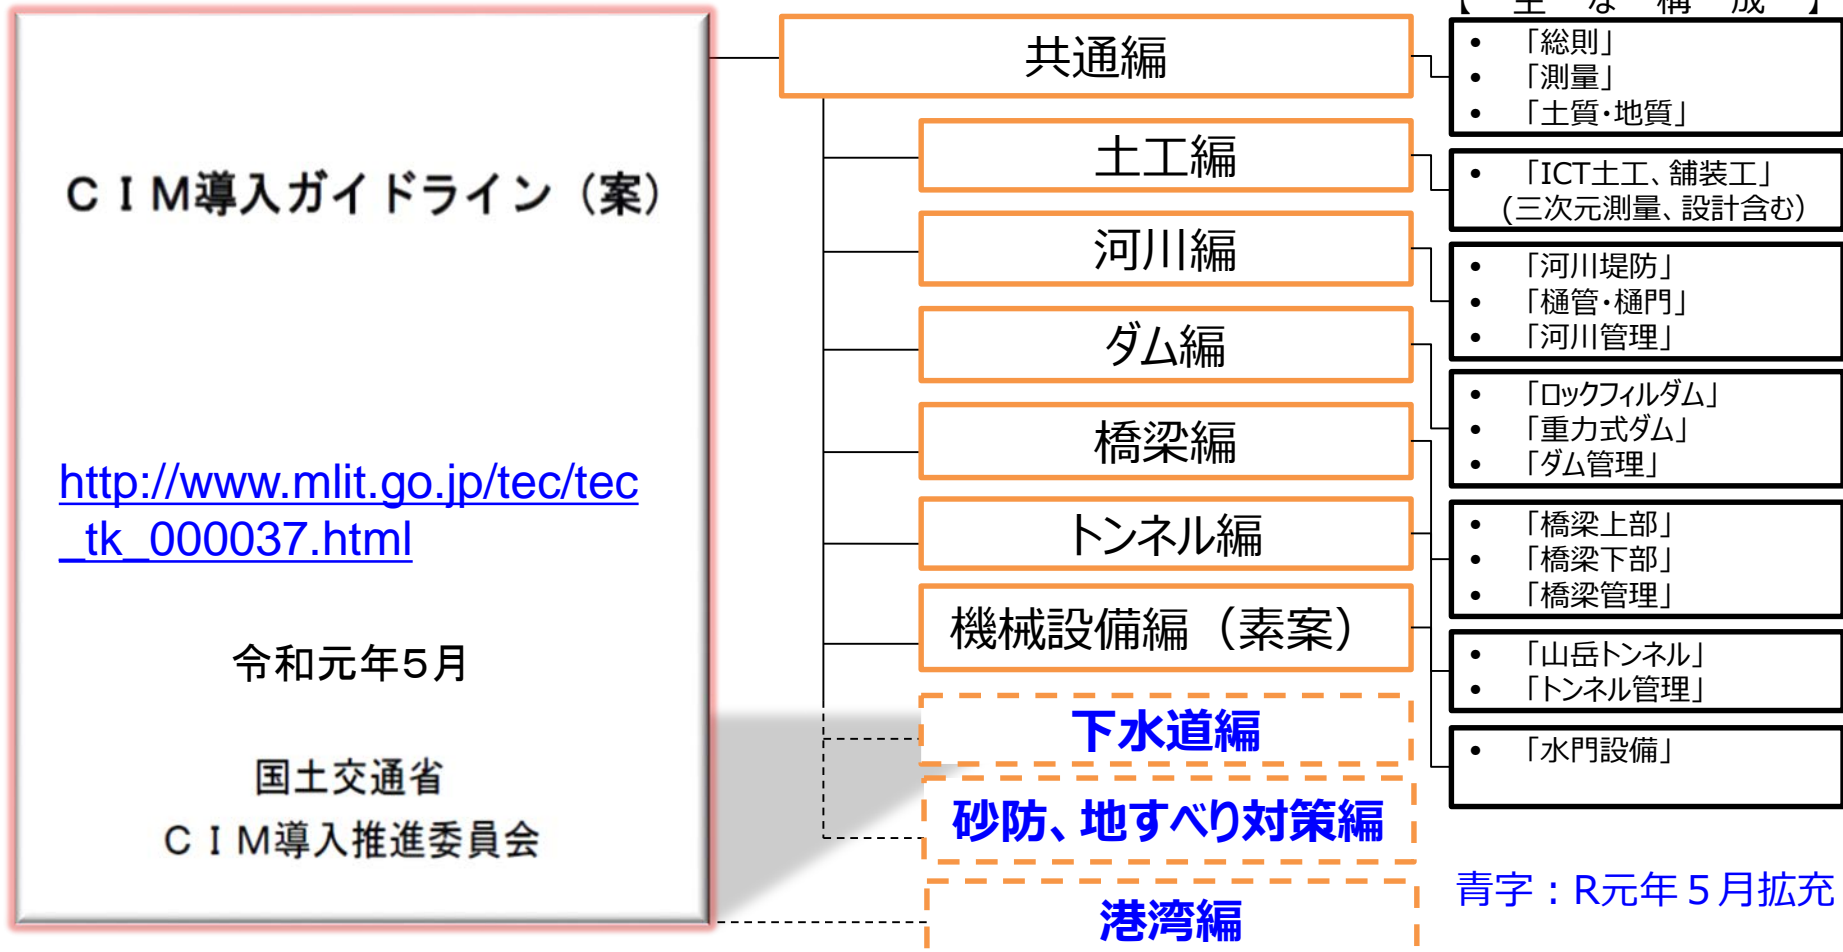 CIM導入ガイドライン（案）
http://www.mlit.go.jp/tec/tec
_tk_000037.html
令和元年5月
国土交通省
CIM導入推進委員会
共通編
土工編
河川編
ダム編
橋梁編
トンネル編
機械設備編（素案）
下水道編
砂防、地すべり対策編
港湾編
【主な構成】
• 「総則」
• 「測量」
• 「土質・地質」
• 「ICT土工、舗装工」
(三次元測量、設計含む）
• 「河川堤防」
• 「樋管・樋門」
• 「河川管理」
• 「ロックフィルダム」
• 「重力式ダム」
• 「ダム管理」
• 「橋梁上部」
• 「橋梁下部」
• 「橋梁管理」
• 「山岳トンネル」
• 「トンネル管理」
• 「水門設備」
青字：R元年５月拡充